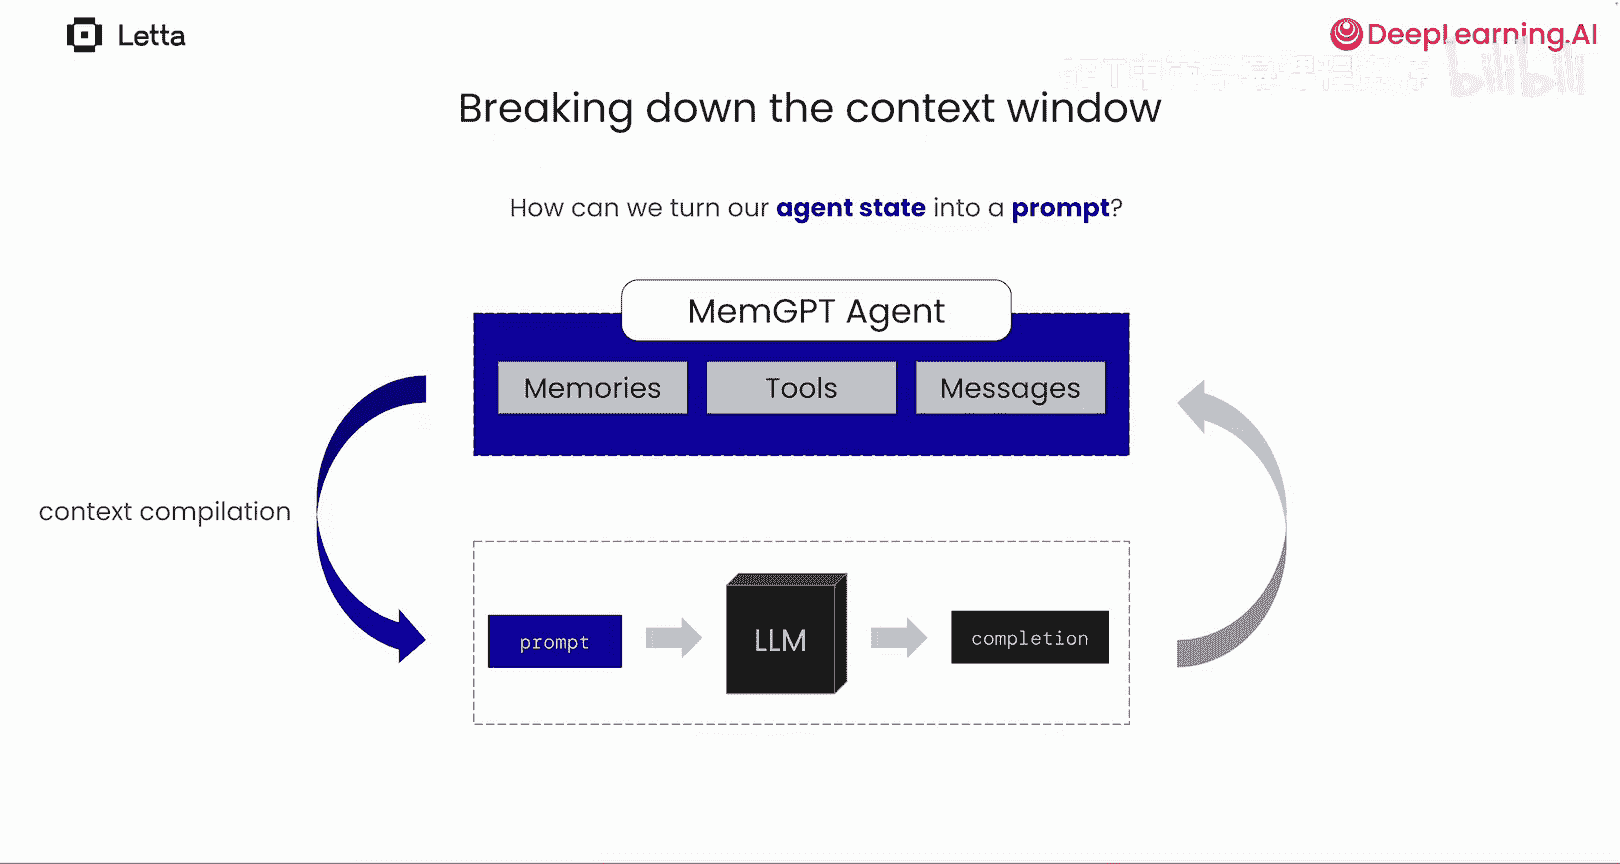 Letta
DeepLearning.AI
bilibili
Breaking down the context window
How can we turn our agent state into a prompt?
MemGPT Agent
Memories
Tools
Messages
context compilation
prompt
LLM
completion